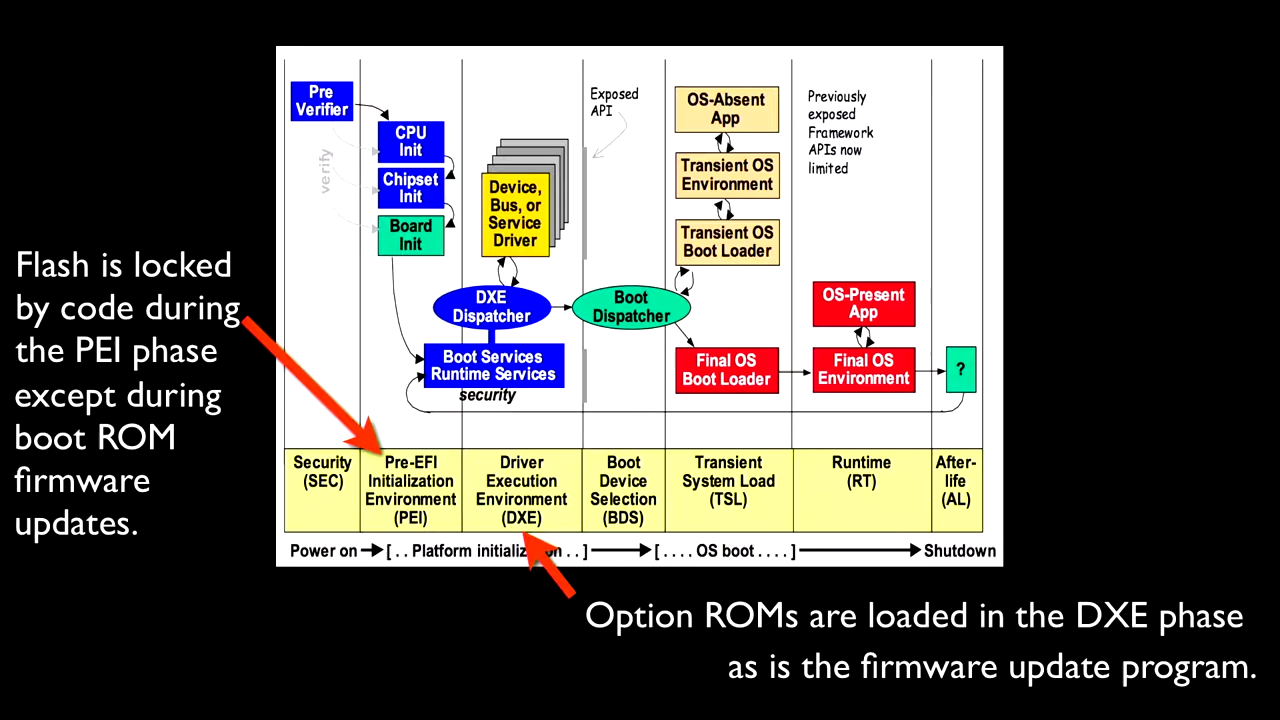 Pre
Verifier
CPU
Init
Chipset
Init
Board
Init
verify
Device,
Bus, or
Service
Driver
DXE
Dispatcher
Boot Services
Runtime Services
security
Exposed
API
Boot
Dispatcher
OS-Absent
App
Transient OS
Environment
Transient OS
Boot Loader
Final OS
Boot Loader
Previously
exposed
Framework
APIs now
limited
OS-Present
App
Final OS
Environment
?
Flash is locked
by code during
the PEI phase
except during
boot ROM
firmware
updates.
Security
(SEC)
Pre-EFI
Initialization
Environment
(PEI)
Driver
Execution
Environment
(DXE)
Boot
Device
Selection
(BDS)
Transient
System Load
(TSL)
Runtime
(RT)
After-
life
(AL)
Power on [ . . Platform initialization . . ] [ . . . . OS boot . . . . ] Shutdown
Option ROMs are loaded in the DXE phase
as is the firmware update program.